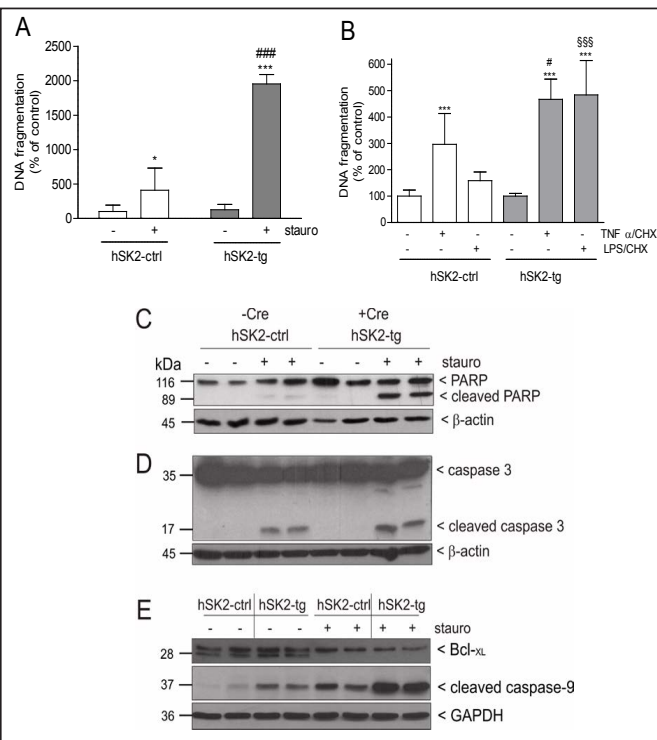 A
DNA fragmentation
(% of control)
2500
2000
1500
1000
500
0
*
###
***
- + - + stauro
hSK2-ctrl hSK2-tg
B
DNA fragmentation
(% of control)
600
500
400
300
200
100
0
***
#
***
§§§
***
- + - - + - TNF α/CHX
- - + - - + LPS/CHX
hSK2-ctrl hSK2-tg
C
-Cre +Cre
hSK2-ctrl hSK2-tg
kDa - - + + - - + + stauro
116 < PARP
89 < cleaved PARP
45 < β-actin
D
35 < caspase 3
17 < cleaved caspase 3
45 < β-actin
E
hSK2-ctrl hSK2-tg hSK2-ctrl hSK2-tg
- - - - + + + + stauro
28 < Bcl-XL
37 < cleaved caspase-9
36 < GAPDH